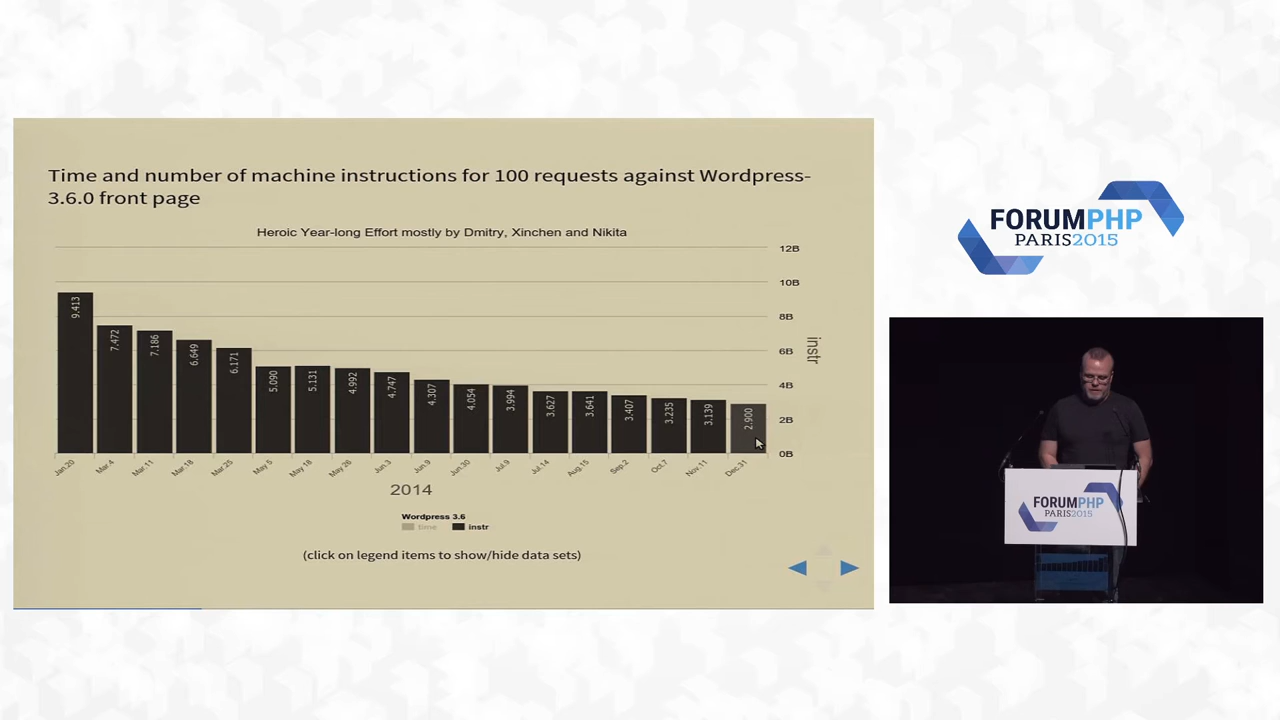 Time and number of machine instructions for 100 requests against Wordpress-
3.6.0 front page
Heroic Year-long Effort mostly by Dmitry, Xinchen and Nikita
12B
10B
8B
6B
4B
2B
0B
instr
9.413
7.472
7.186
6.649
6.171
5.090
5.131
4.992
4.747
4.307
4.054
3.994
3.627
3.641
3.407
3.235
3.139
2.900
Jan.20
Mar.4
Mar.11
Mar.18
Mar.25
May 5
May 18
May 26
Jun.3
Jun.9
Jun.30
Jul.9
Jul.14
Aug.15
Sep.2
Oct.7
Nov.11
Dec.31
2014
Wordpress 3.6
time instr
(click on legend items to show/hide data sets)
FORUMPHP
PARIS2015
FORUMPHP
PARIS2015